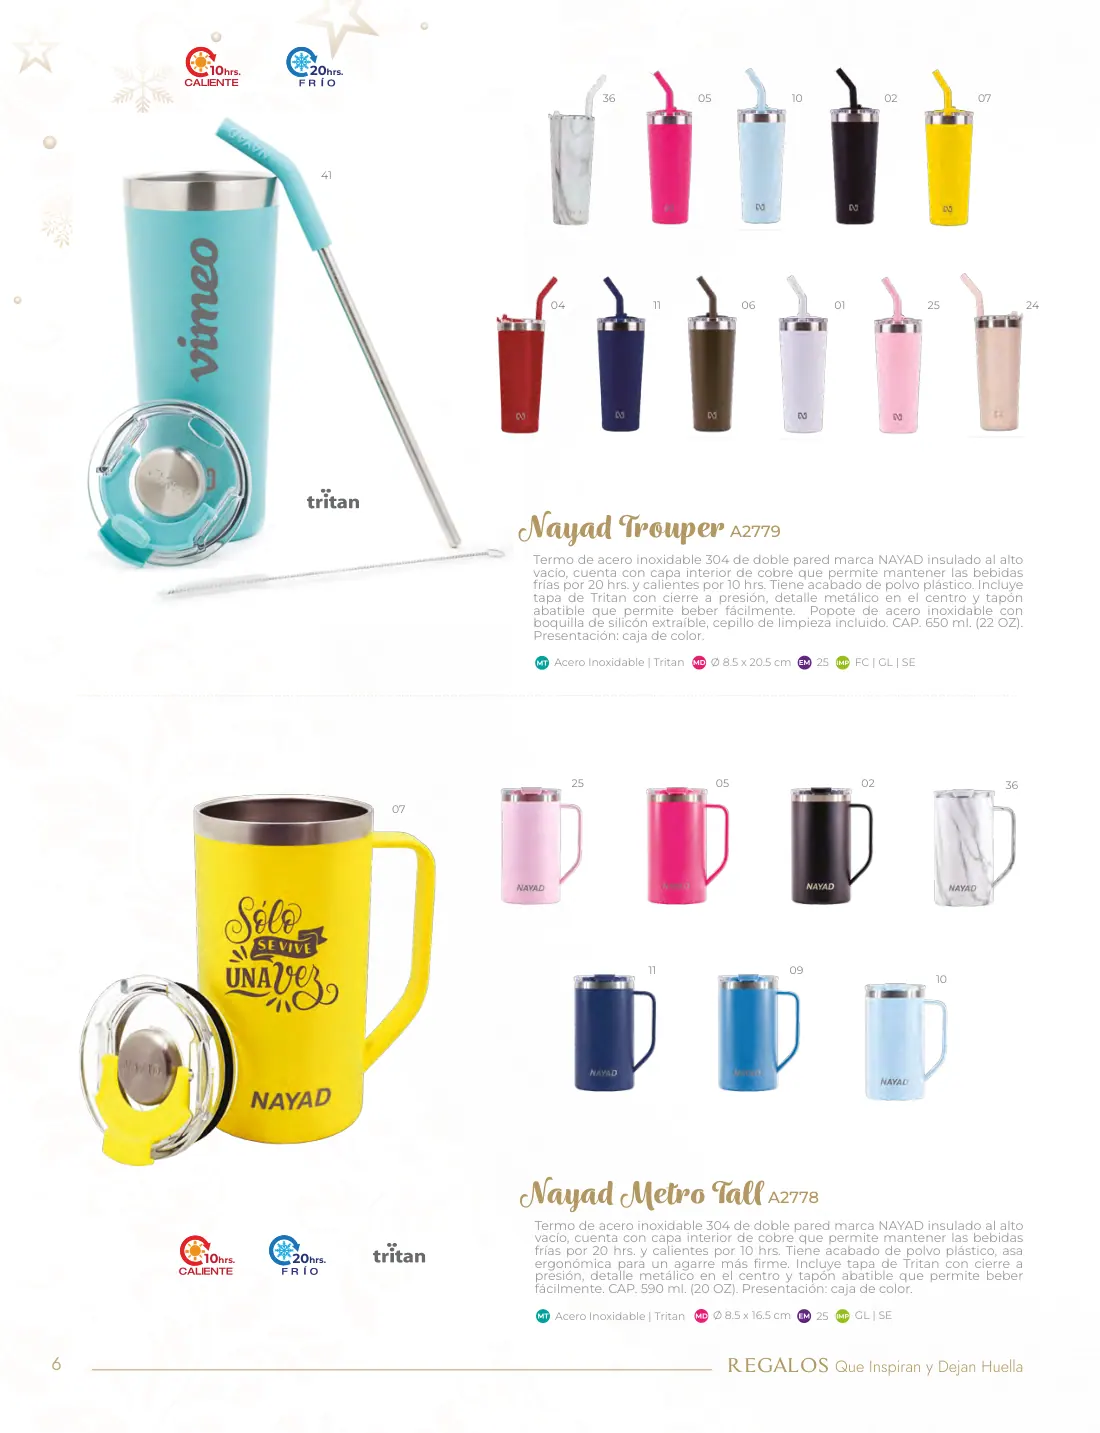 10hrs.
CALIENTE
20hrs.
FRÍO
36
05
10
02
07
NAYAD
41
vimeo
04
11
06
01
25
24
tritan
Nayad Trouper A2779
Termo de acero inoxidable 304 de doble pared marca NAYAD insulado al alto
vacío, cuenta con capa interior de cobre que permite mantener las bebidas
frías por 20 hrs. y calientes por 10 hrs. Tiene acabado de polvo plástico. Incluye
tapa de Tritan con cierre a presión, detalle metálico en el centro y tapón
abatible que permite beber fácilmente. Popote de acero inoxidable con
boquilla de silicón extraíble, cepillo de limpieza incluido. CAP. 650 ml. (22 OZ).
Presentación: caja de color.
MT Acero Inoxidable | Tritan MD Ø 8.5 x 20.5 cm EM 25 IMP FC | GL | SE
25
05
02
36
07
NAYAD
NAYAD
NAYAD
NAYAD
Sólo
SE VIVE
UNA VEZ
NAYAD
NAYAD
11
09
10
NAYAD
NAYAD
NAYAD
Nayad Metro Tall A2778
Termo de acero inoxidable 304 de doble pared marca NAYAD insulado al alto
vacío, cuenta con capa interior de cobre que permite mantener las bebidas
frías por 20 hrs. y calientes por 10 hrs. Tiene acabado de polvo plástico, asa
ergonómica para un agarre más firme. Incluye tapa de Tritan con cierre a
presión, detalle metálico en el centro y tapón abatible que permite beber
fácilmente. CAP. 590 ml. (20 OZ). Presentación: caja de color.
MT Acero Inoxidable | Tritan MD Ø 8.5 x 16.5 cm EM 25 IMP GL | SE
10hrs.
CALIENTE
20hrs.
FRÍO
tritan
6
REGALOS Que Inspiran y Dejan Huella